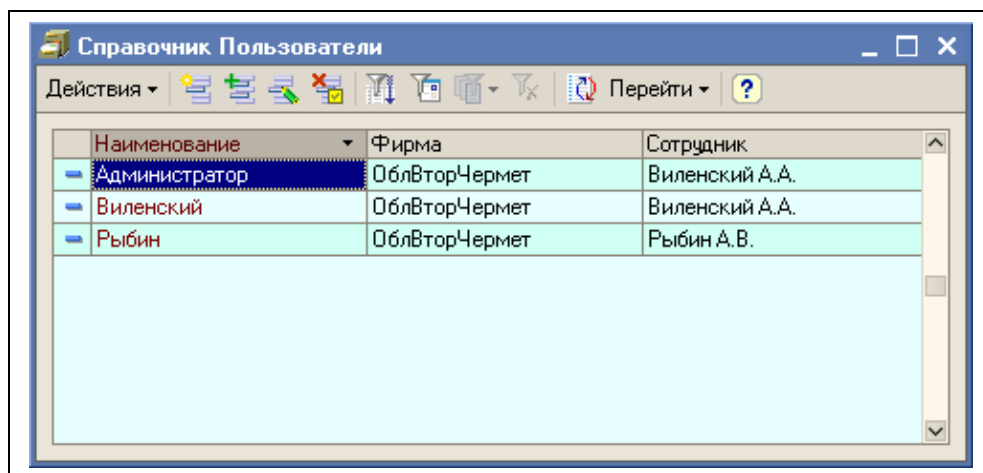 Справочник Пользователи
Действия Перейти ?
Наименование Фирма Сотрудник
Администратор ОблВторЧермет Виленский А.А.
Виленский ОблВторЧермет Виленский А.А.
Рыбин ОблВторЧермет Рыбин А.В.